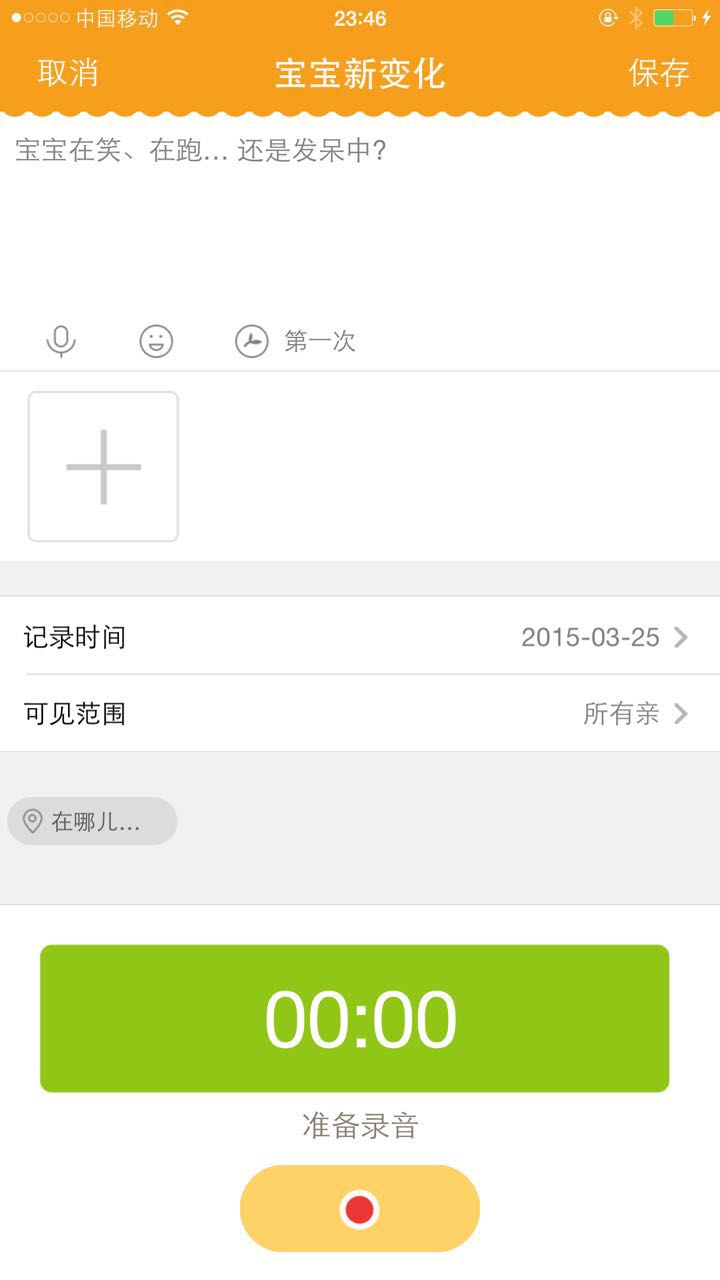 中国移动 23:46
取消 宝宝新变化 保存
宝宝在笑、在跑... 还是发呆中?
第一次
记录时间 2015-03-25
可见范围 所有亲
在哪儿...
00:00
准备录音